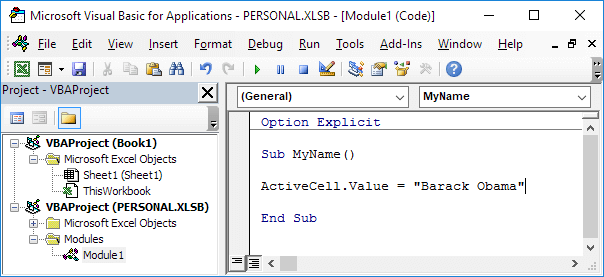 Microsoft Visual Basic for Applications - PERSONAL.XLSB - [Module1 (Code)]
File Edit View Insert Format Debug Run Tools Add-Ins Window Help
Project - VBAProject
VBAProject (Book1)
Microsoft Excel Objects
Sheet1 (Sheet1)
ThisWorkbook
VBAProject (PERSONAL.XLSB)
Microsoft Excel Objects
Modules
Module1
(General) MyName
Option Explicit
Sub MyName()
ActiveCell.Value = "Barack Obama"
End Sub